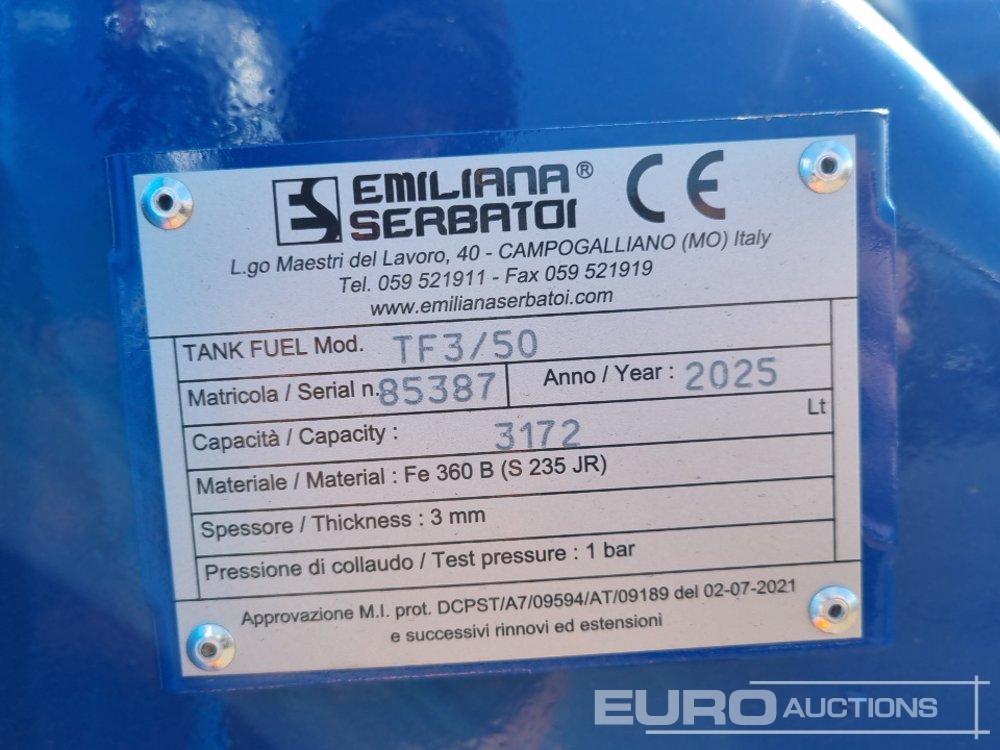 EMILIANA®
SERBATOI
CE
L.go Maestri del Lavoro, 40 - CAMPOGALLIANO (MO) Italy
Tel. 059 521911 - Fax 059 521919
www.emilianaserbatoi.com
TANK FUEL Mod. TF3/50
Matricola / Serial n. 85387 Anno / Year : 2025
Capacità / Capacity : 3172 Lt
Materiale / Material : Fe 360 B (S 235 JR)
Spessore / Thickness : 3 mm
Pressione di collaudo / Test pressure : 1 bar
Approvazione M.I. prot. DCPST/A7/09594/AT/09189 del 02-07-2021
e successivi rinnovi ed estensioni
EURO AUCTIONS